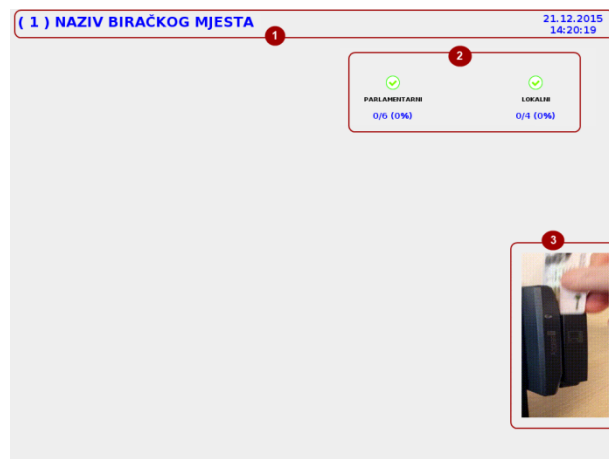 ( 1 ) NAZIV BIRAČKOG MJESTA
21.12.2015
14:20:19
1
2
PARLAMENTARNI
LOKALNI
0/6 (0%)
0/4 (0%)
3